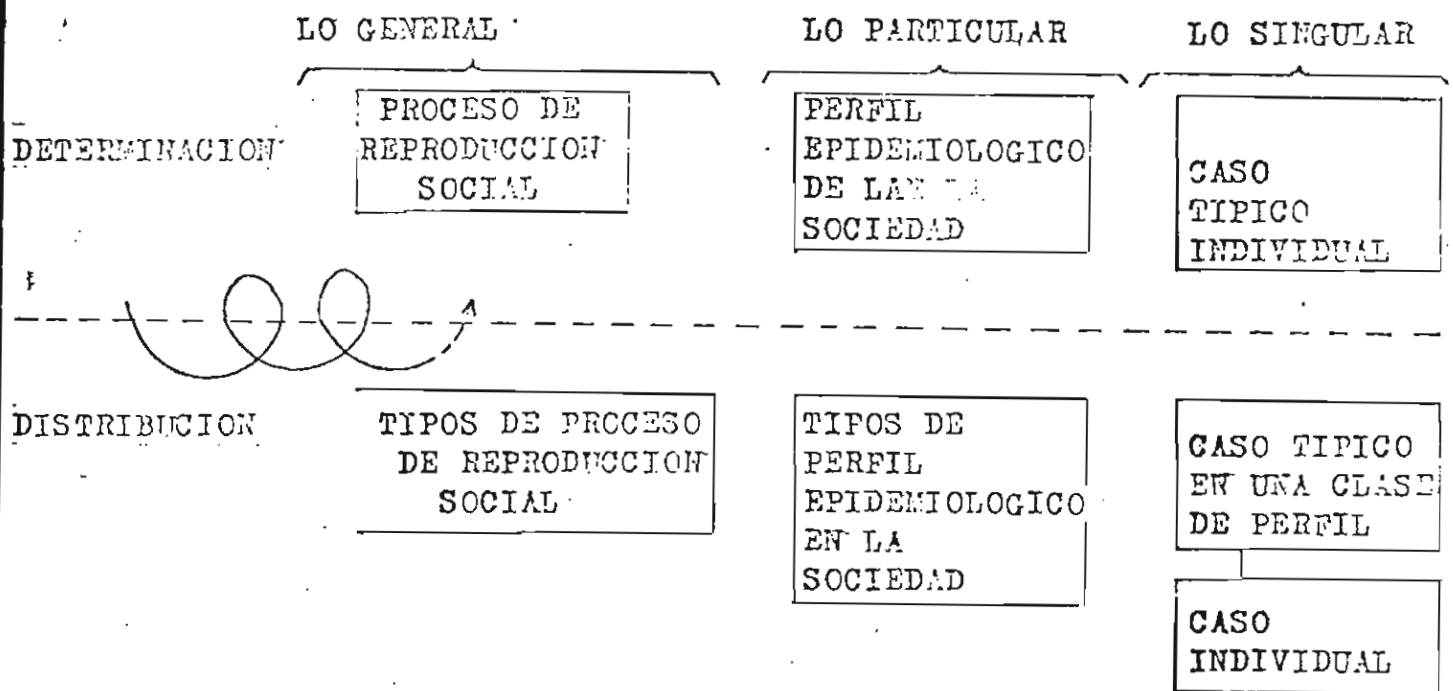 LO GENERAL
LO PARTICULAR
LO SINGULAR
DETERMINACION
PROCESO DE
REPRODUCCION
SOCIAL
PERFIL
EPIDEMIOLOGICO
DE LA
SOCIEDAD
CASO
TIPICO
INDIVIDUAL
DISTRIBUCION
TIPOS DE PROCESO
DE REPRODUCCION
SOCIAL
TIPOS DE
PERFIL
EPIDEMIOLOGICO
EN LA
SOCIEDAD
CASO TIPICO
EN UNA CLASE
DE PERFIL
CASO
INDIVIDUAL